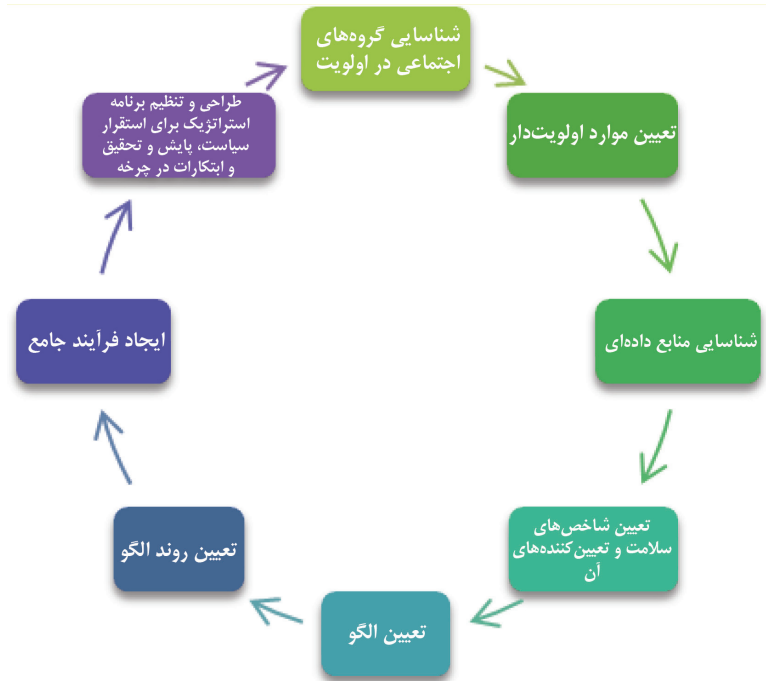 شناسایی گروه‌های
اجتماعی در اولویت
تعیین موارد اولویت‌دار
شناسایی منابع داده‌ای
تعیین شاخص‌های
سلامت و تعیین‌کننده‌های
آن
تعیین الگو
تعیین روند الگو
ایجاد فرآیند جامع
طراحی و تنظیم برنامه
استراتژیک برای استقرار
سیاست، پایش و تحقیق
و ابتکارات در چرخه